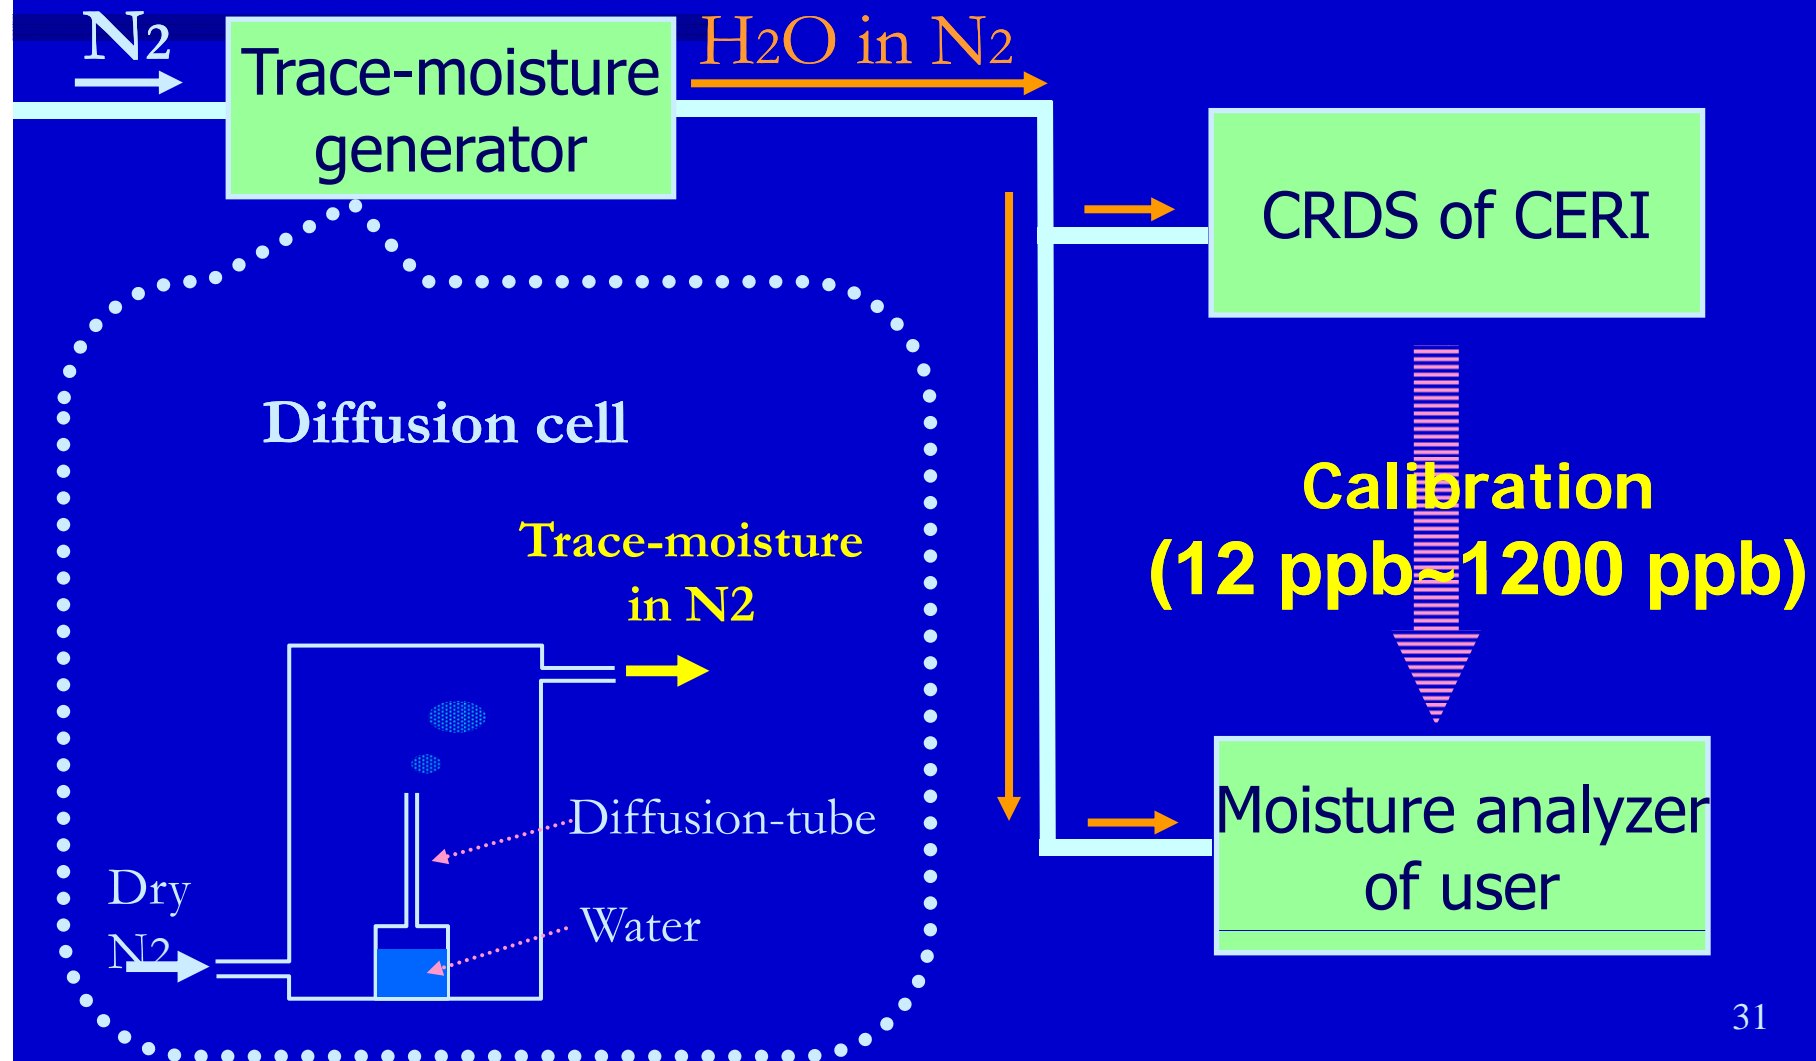 N2
Trace-moisture
generator
H2O in N2
CRDS of CERI
Diffusion cell
Calibration
(12 ppb~1200 ppb)
Trace-moisture
in N2
Diffusion-tube
Water
Dry
N2
Moisture analyzer
of user
31